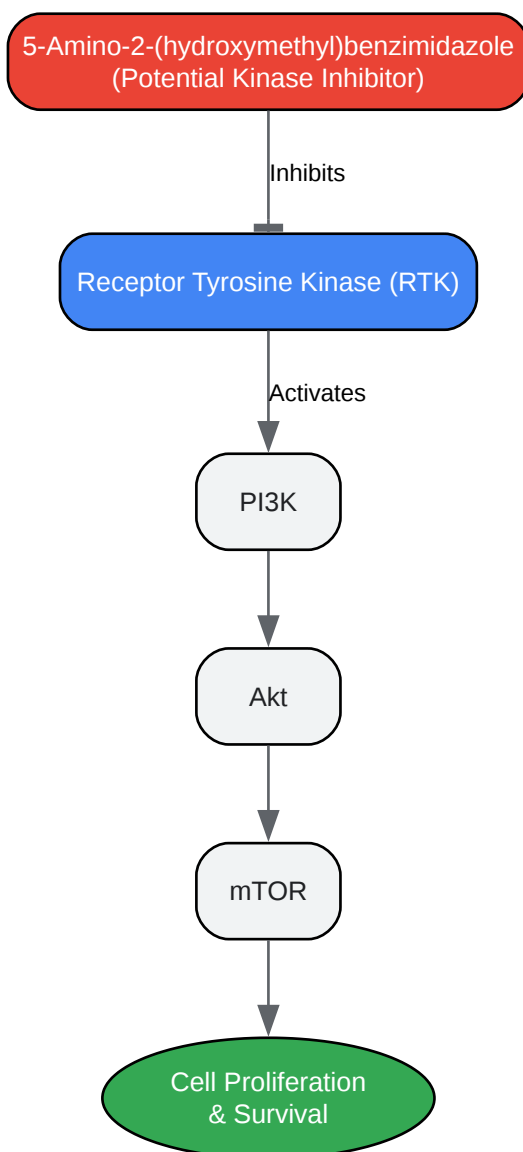 5-Amino-2-(hydroxymethyl)benzimidazole
(Potential Kinase Inhibitor)
Inhibits
Receptor Tyrosine Kinase (RTK)
Activates
PI3K
Akt
mTOR
Cell Proliferation
& Survival